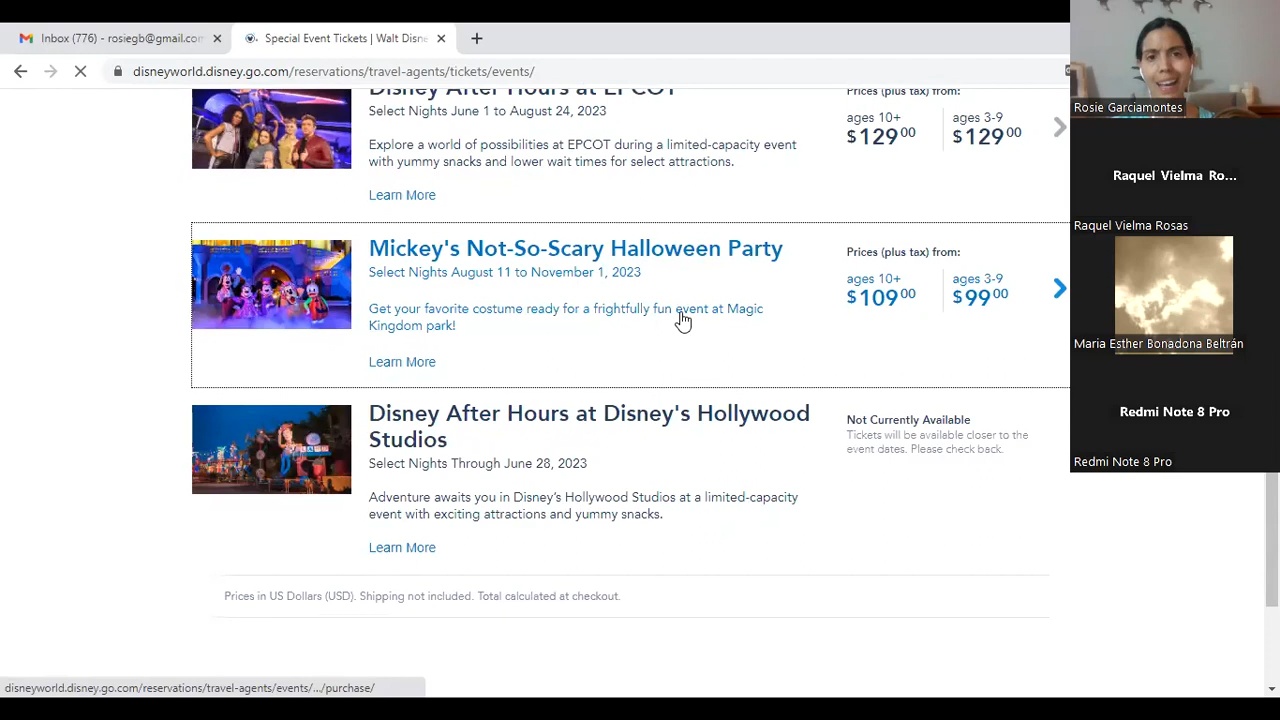 Inbox (776) - rosiegb@gmail.com
Special Event Tickets | Walt Disn
disneyworld.disney.go.com/reservations/travel-agents/tickets/events/
Disney After Hours at EPCOT
Select Nights June 1 to August 24, 2023
Explore a world of possibilities at EPCOT during a limited-capacity event
with yummy snacks and lower wait times for select attractions.
Learn More
Prices (plus tax) from:
ages 10+ ages 3-9
$129.00 $129.00
Mickey's Not-So-Scary Halloween Party
Select Nights August 11 to November 1, 2023
Get your favorite costume ready for a frightfully fun event at Magic
Kingdom park!
Learn More
Prices (plus tax) from:
ages 10+ ages 3-9
$109.00 $99.00
Disney After Hours at Disney's Hollywood
Studios
Select Nights Through June 28, 2023
Adventure awaits you in Disney's Hollywood Studios at a limited-capacity
event with exciting attractions and yummy snacks.
Learn More
Not Currently Available
Tickets will be available closer to the
event dates. Please check back.
Prices in US Dollars (USD). Shipping not included. Total calculated at checkout.
disneyworld.disney.go.com/reservations/travel-agents/events/.../purchase/
Rosie Garciamontes
Raquel Vielma Ro...
Raquel Vielma Rosas
Maria Esther Bonadona Beltrán
Redmi Note 8 Pro
Redmi Note 8 Pro